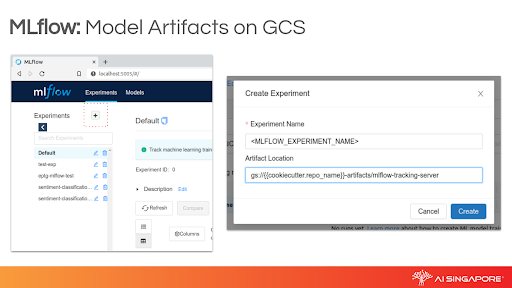 MLflow: Model Artifacts on GCS
MLflow
localhost:5005/#/
mlflow Experiments Models
Experiments
+
Search Experiments
Default
test-exp
eptg-mlflow-test
sentiment-classificatio...
sentiment-classificatio...
Default
Track machine learning train
Experiment ID: 0
Description Edit
Refresh
Compare
Columns
Create Experiment
* Experiment Name
<MLFLOW_EXPERIMENT_NAME>
Artifact Location
gs://{{cookiecutter.repo_name}}-artifacts/mlflow-tracking-server
Cancel
Create
No runs yet. Learn more about how to create ML model trai
AI SINGAPORE